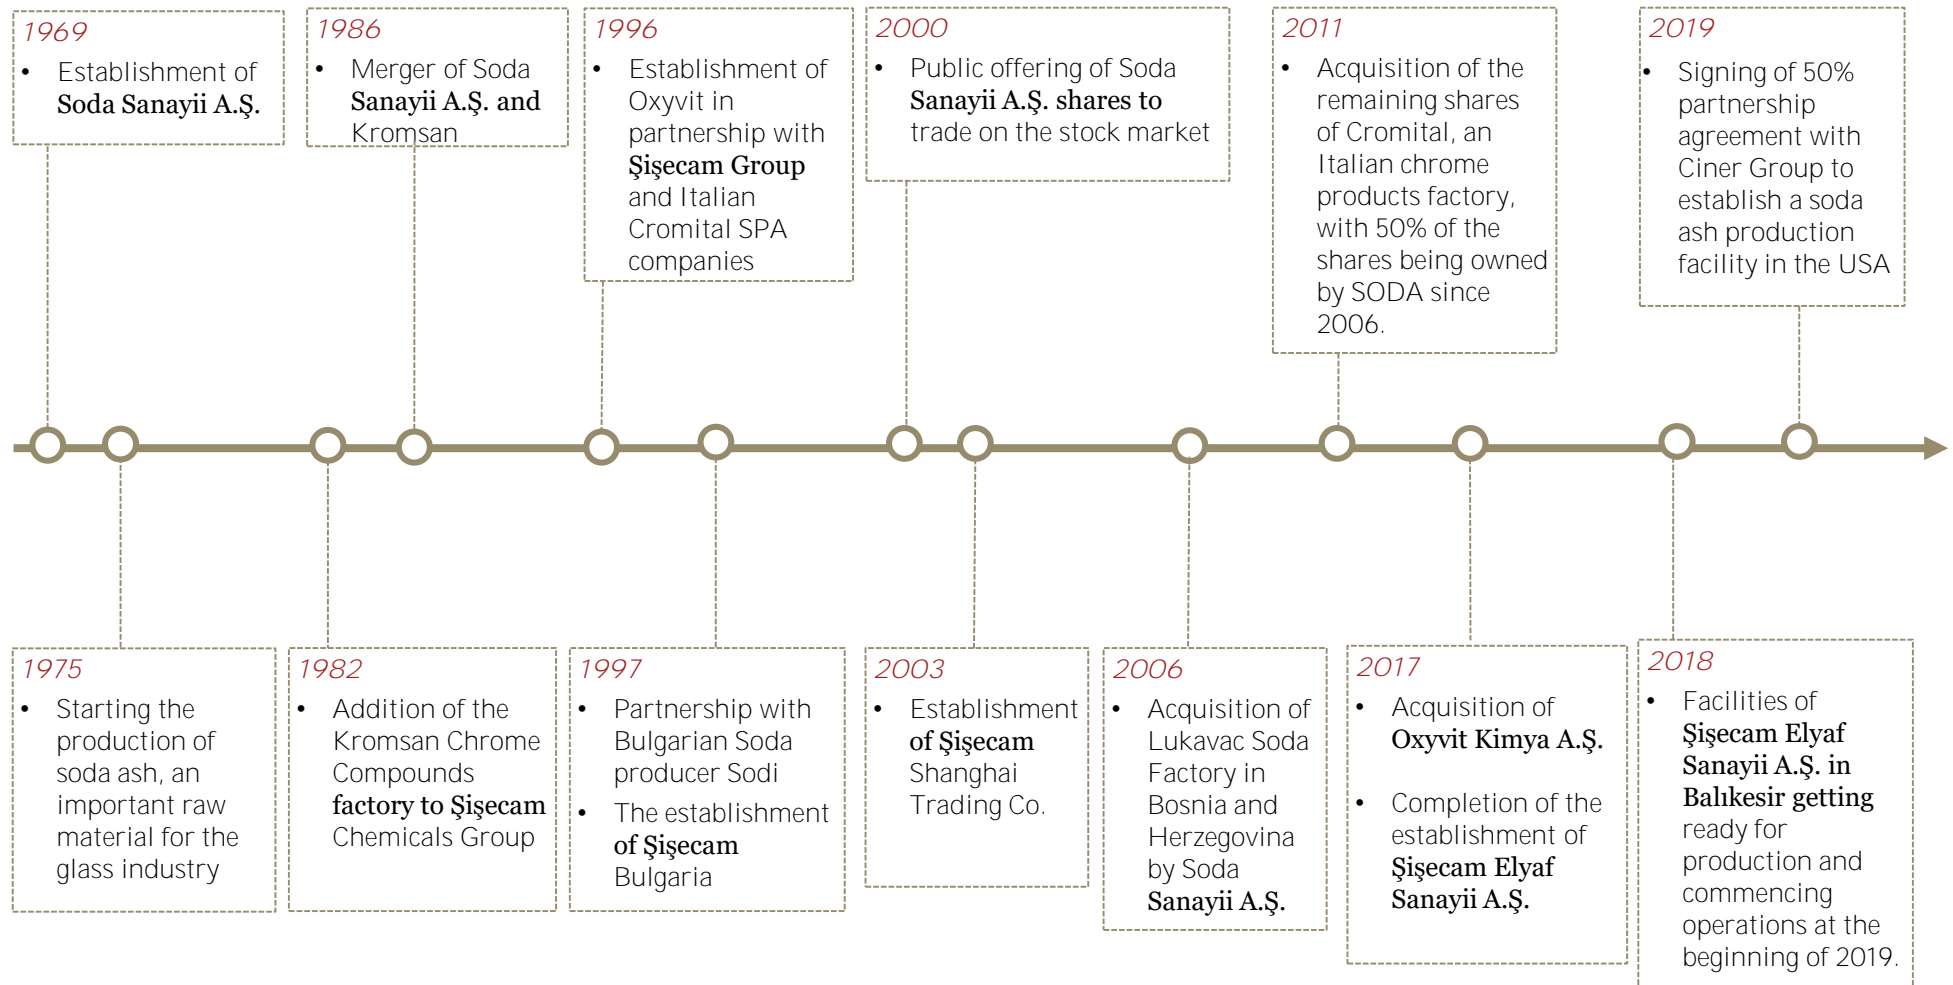 1969
• Establishment of
Soda Sanayii A.Ş.
1986
• Merger of Soda
Sanayii A.Ş. and
Kromsan
1996
• Establishment of
Oxyvit in
partnership with
Şişecam Group
and Italian
Cromital SPA
companies
2000
• Public offering of Soda
Sanayii A.Ş. shares to
trade on the stock market
2011
• Acquisition of the
remaining shares
of Cromital, an
Italian chrome
products factory,
with 50% of the
shares being owned
by SODA since
2006.
2019
• Signing of 50%
partnership
agreement with
Ciner Group to
establish a soda
ash production
facility in the USA
1975
• Starting the
production of
soda ash, an
important raw
material for the
glass industry
1982
• Addition of the
Kromsan Chrome
Compounds
factory to Şişecam
Chemicals Group
1997
• Partnership with
Bulgarian Soda
producer Sodi
• The establishment
of Şişecam
Bulgaria
2003
• Establishment
of Şişecam
Shanghai
Trading Co.
2006
• Acquisition of
Lukavac Soda
Factory in
Bosnia and
Herzegovina
by Soda
Sanayii A.Ş.
2017
• Acquisition of
Oxyvit Kimya A.Ş.
• Completion of the
establishment of
Şişecam Elyaf
Sanayii A.Ş.
2018
• Facilities of
Şişecam Elyaf
Sanayii A.Ş. in
Balıkesir getting
ready for
production and
commencing
operations at the
beginning of 2019.